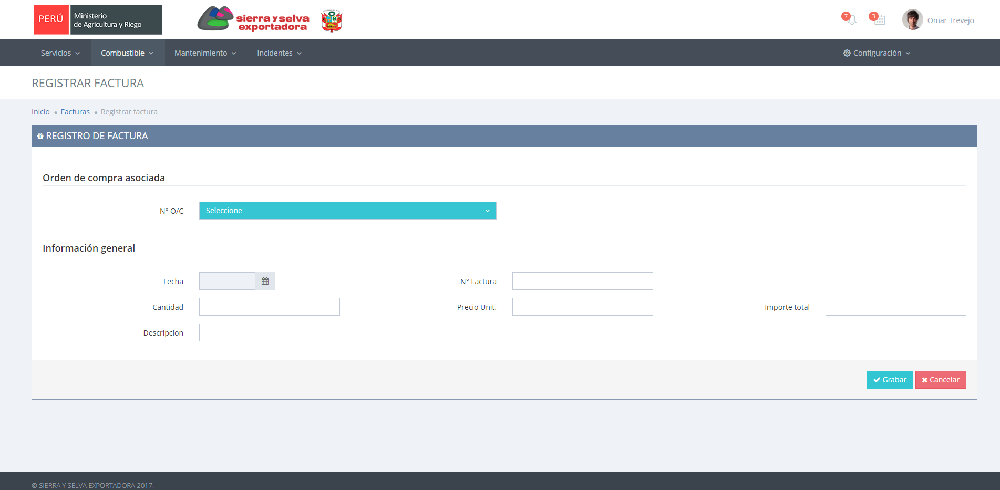 PERÚ
Ministerio
de Agricultura y Riego
sierra y selva
exportadora
7
3
Omar Trevejo
Servicios
Combustible
Mantenimiento
Incidentes
Configuración
REGISTRAR FACTURA
Inicio
Facturas
Registrar factura
REGISTRO DE FACTURA
Orden de compra asociada
N° O/C
Seleccione
Información general
Fecha
N° Factura
Cantidad
Precio Unit.
Importe total
Descripcion
Grabar
Cancelar
© SIERRA Y SELVA EXPORTADORA 2017.